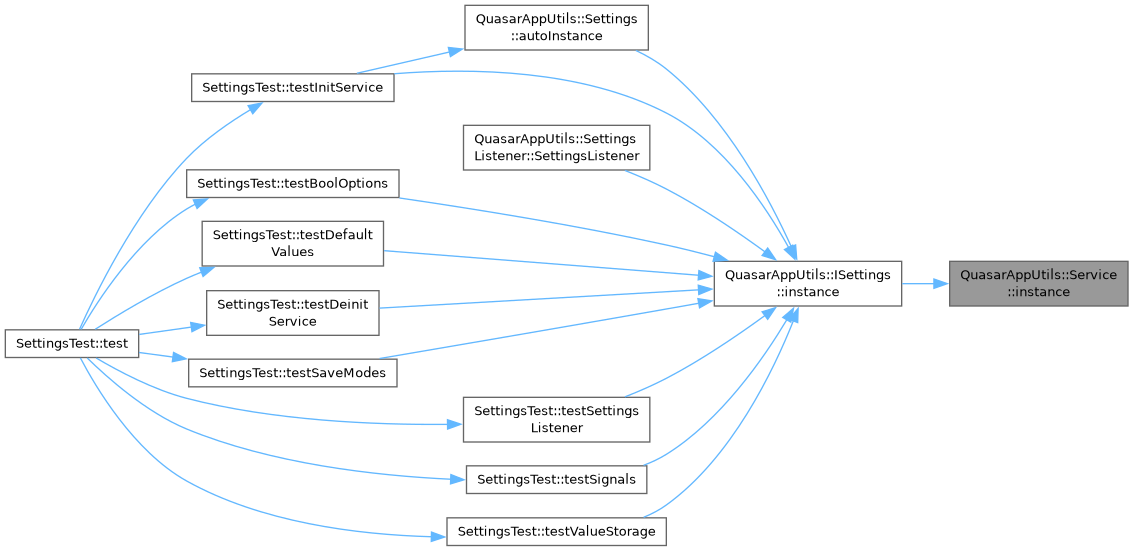 QuasarAppUtils::Settings
::autoInstance
SettingsTest::testInitService
QuasarAppUtils::Settings
Listener::SettingsListener
SettingsTest::testBoolOptions
SettingsTest::testDefault
Values
QuasarAppUtils::ISettings
::instance
QuasarAppUtils::Service
::instance
SettingsTest::testDeinit
Service
SettingsTest::test
SettingsTest::testSaveModes
SettingsTest::testSettings
Listener
SettingsTest::testSignals
SettingsTest::testValueStorage